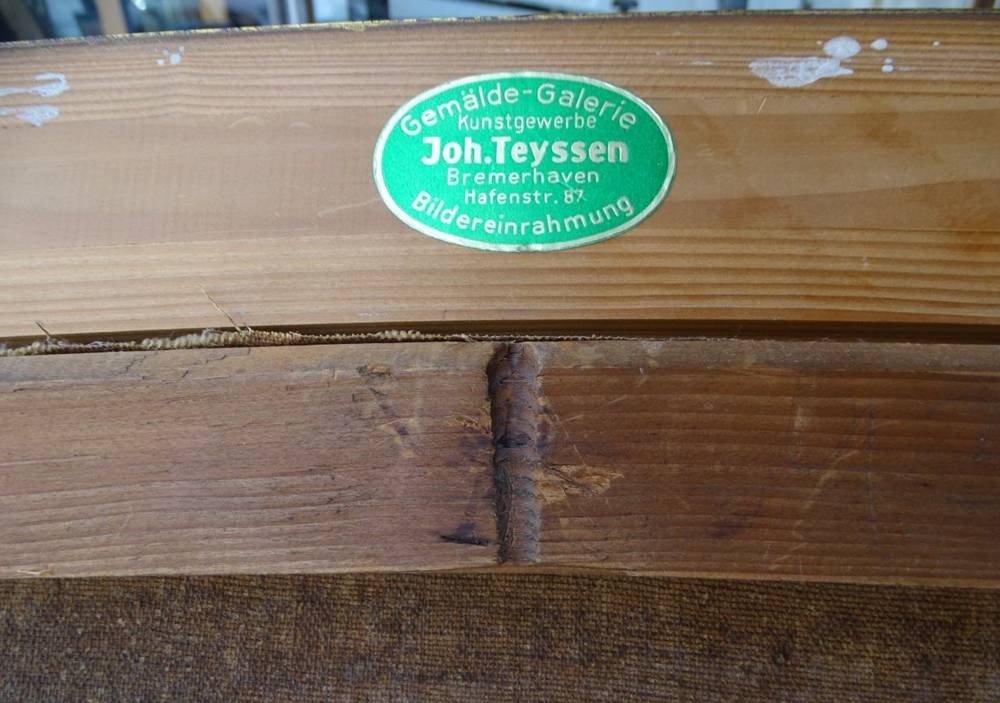 Gemälde-Galerie
Kunstgewerbe
Joh.Teyssen
Bremerhaven
Hafenstr. 87
Bildereinrahmung